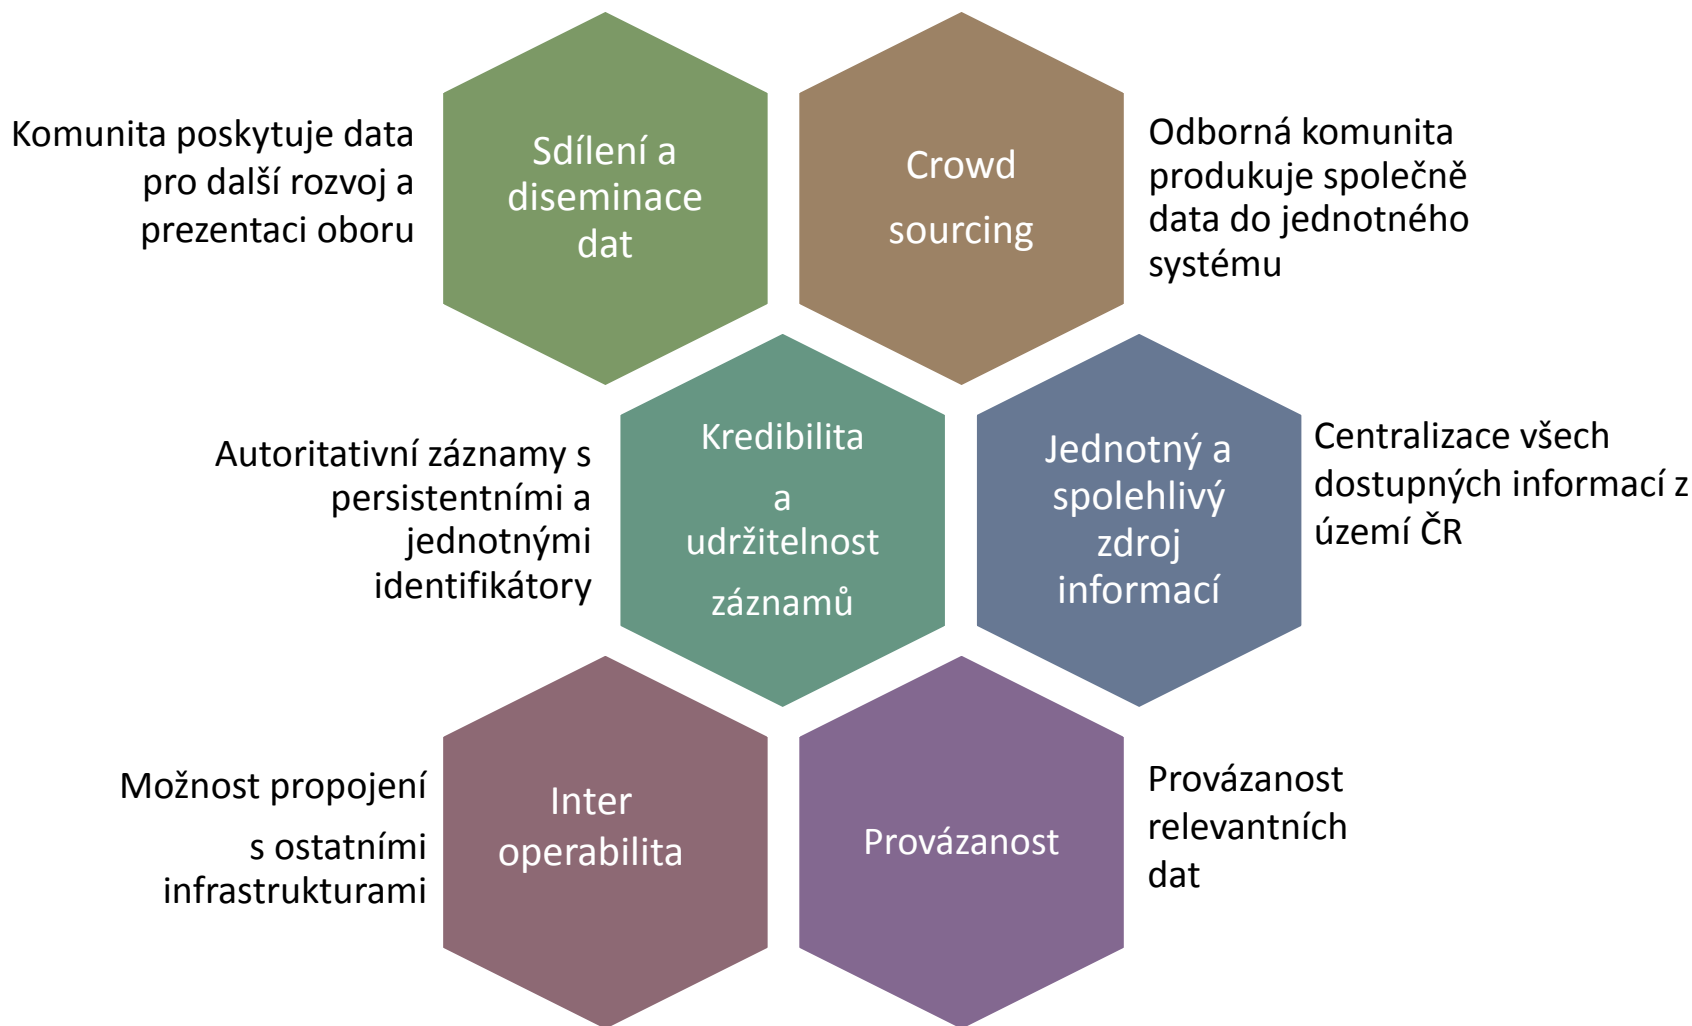 Komunita poskytuje data
pro další rozvoj a
prezentaci oboru
Sdílení a
diseminace
dat
Crowd
sourcing
Odborná komunita
produkuje společně
data do jednotného
systému
Autoritativní záznamy s
persistentními a
jednotnými
identifikátory
Kredibilita
a
udržitelnost
záznamů
Jednotný a
spolehlivý
zdroj
informací
Centralizace všech
dostupných informací z
území ČR
Možnost propojení
s ostatními
infrastrukturami
Inter
operabilita
Provázanost
Provázanost
relevantních
dat